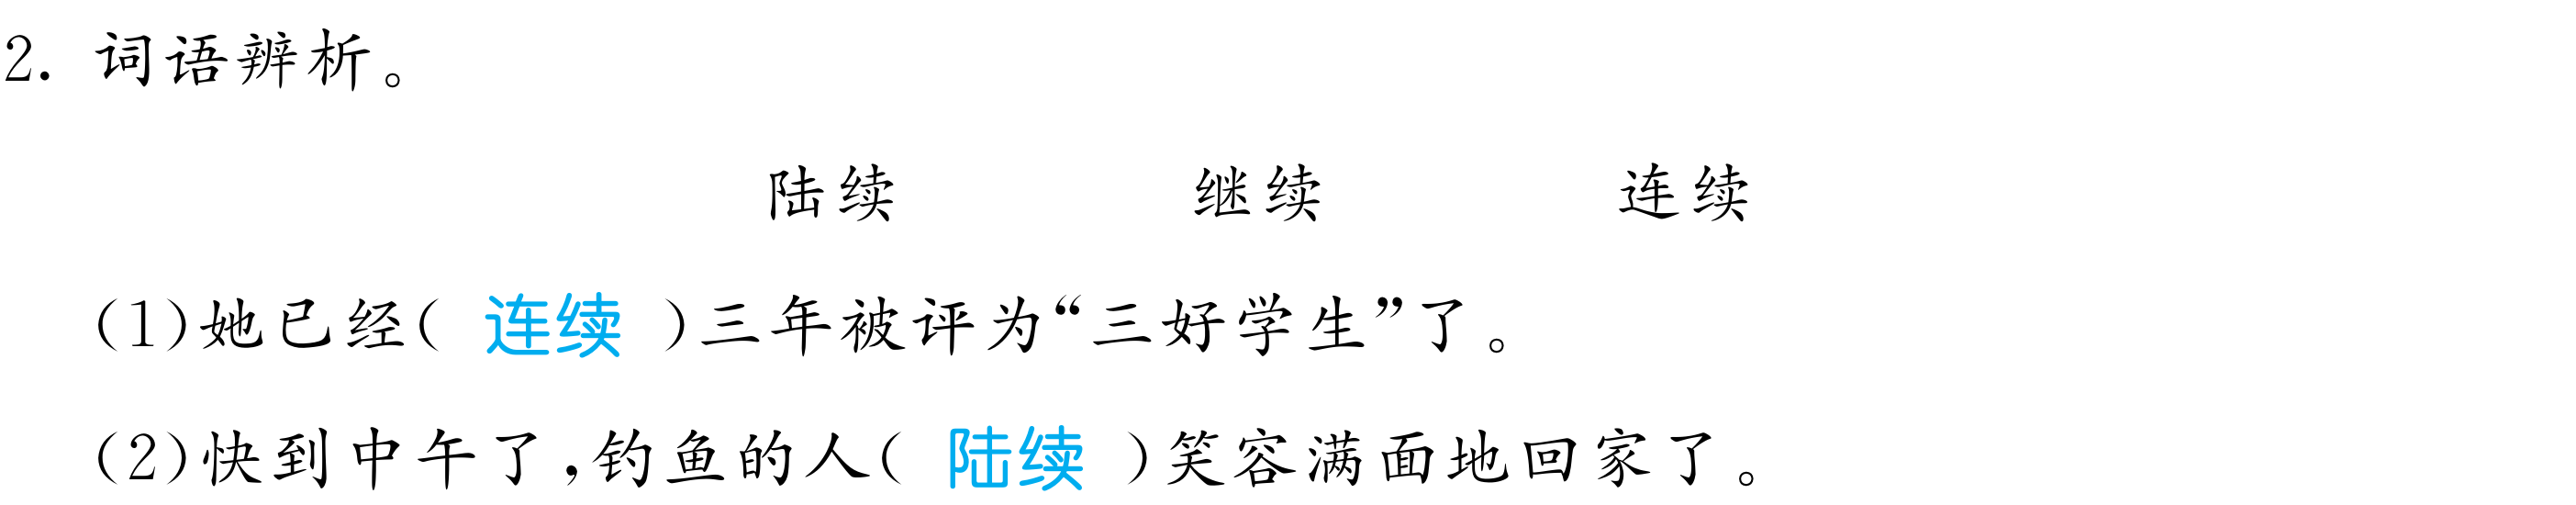 2. 词语辨析。
陆续 继续 连续
(1)她已经( 连续 )三年被评为“三好学生”了。
(2)快到中午了,钓鱼的人( 陆续 )笑容满面地回家了。